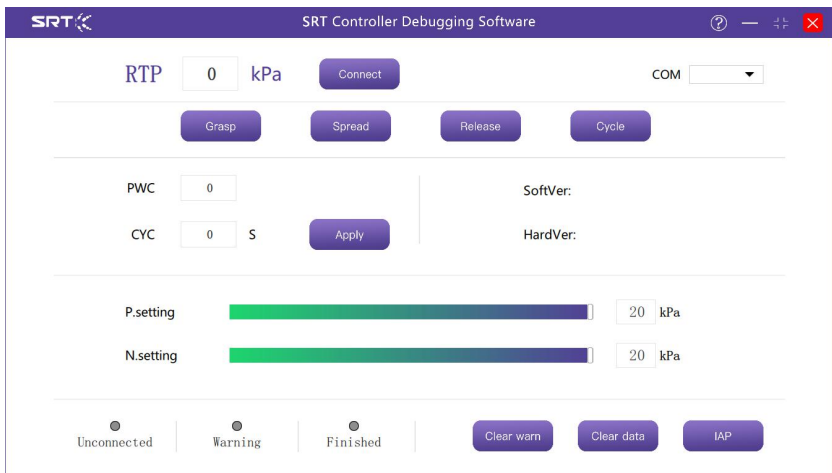 SRT SRT Controller Debugging Software ?
RTP 0 kPa Connect COM
Grasp Spread Release Cycle
PWC 0 SoftVer:
CYC 0 S Apply HardVer:
P.setting 20 kPa
N.setting 20 kPa
Unconnected Warning Finished Clear warn Clear data IAP